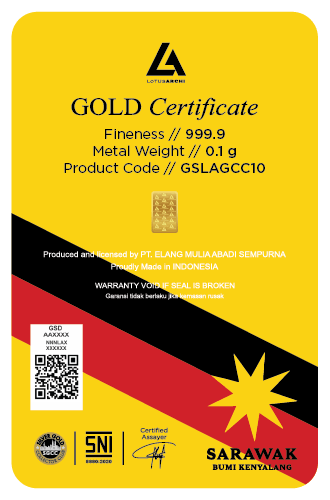 LOTUSARCHI
GOLD Certificate
Fineness // 999.9
Metal Weight // 0.1 g
Product Code // GSLAGCC10
Produced and licensed by PT. ELANG MULIA ABADI SEMPURNA
Proudly Made in INDONESIA
WARRANTY VOID IF SEAL IS BROKEN
Garansi tidak berlaku jika kemasan rusak
GSD
AAXXXX
NNNLAX
XXXXXX
SGCC
SNI
Certified
Assayer
SARAWAK
BUMI KENYALANG